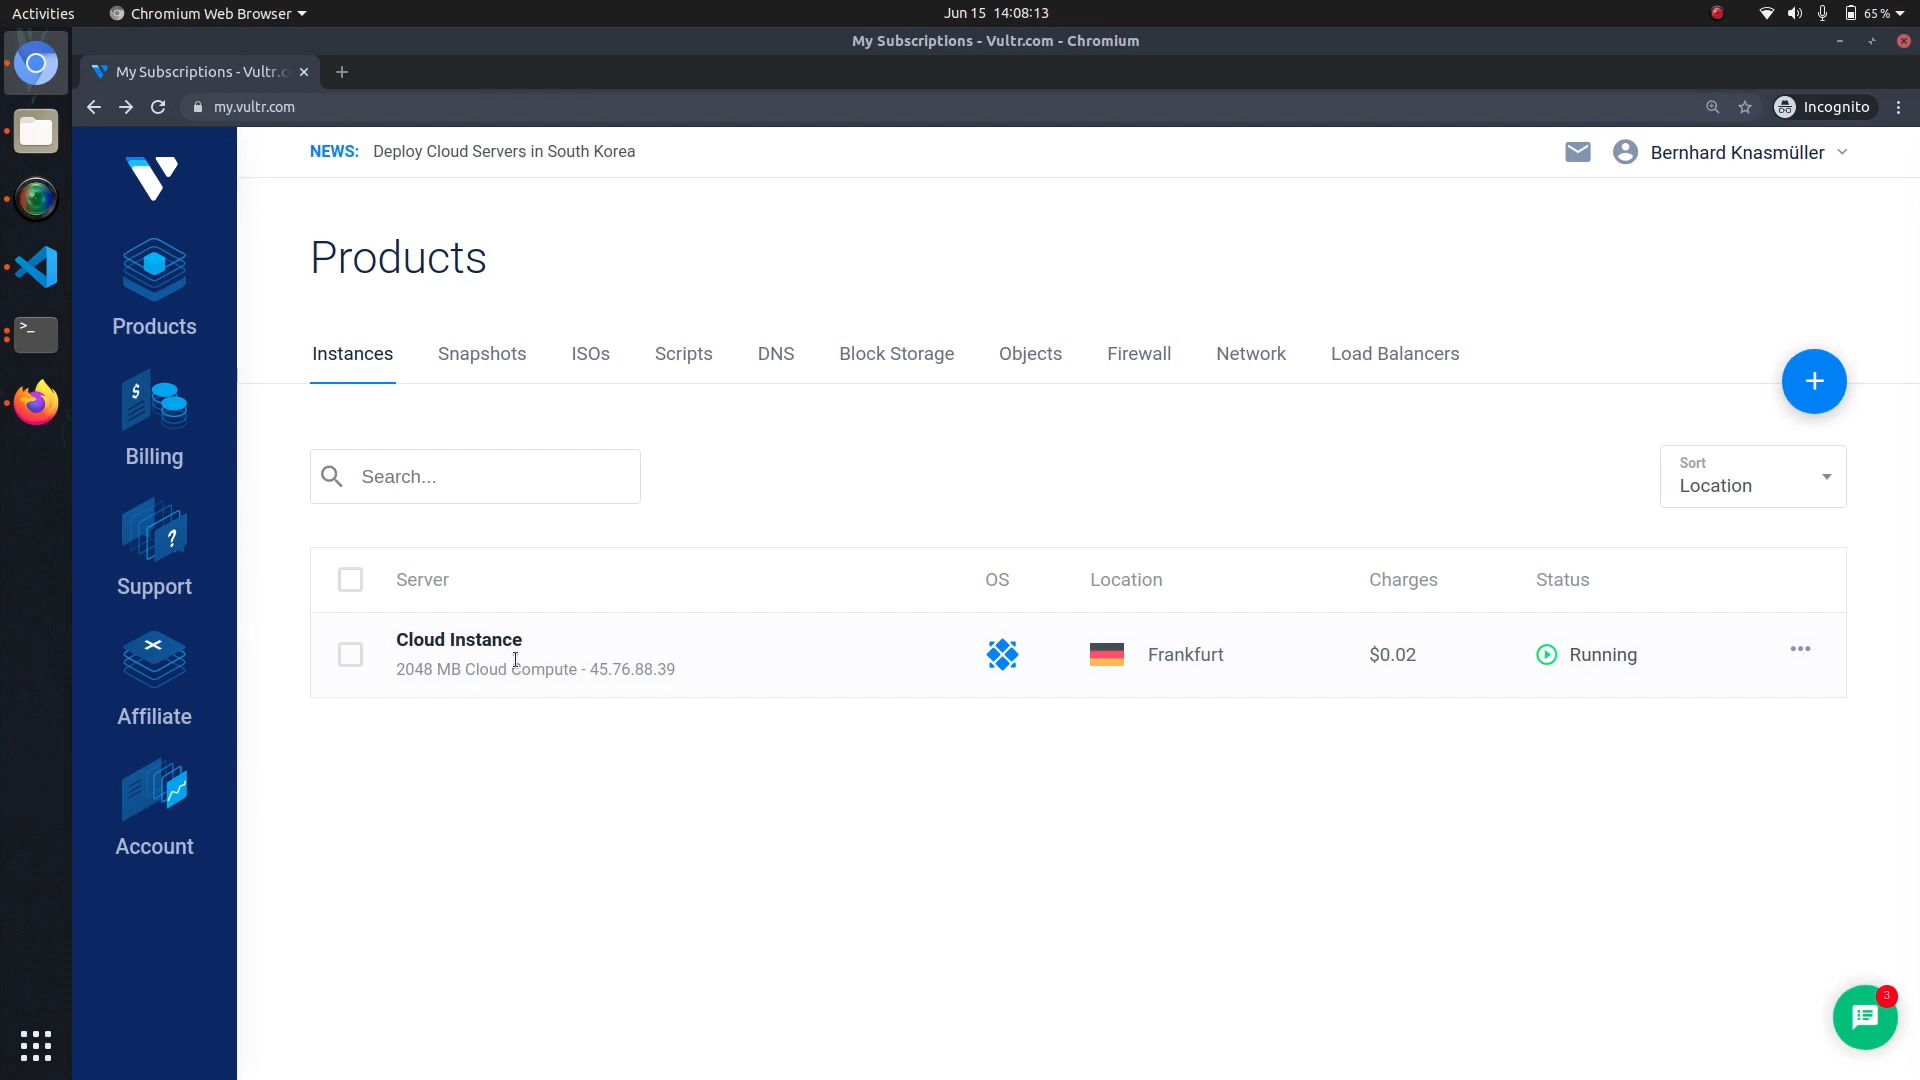 Activities
Chromium Web Browser
Jun 15 14:08:13
65 %
My Subscriptions - Vultr.com - Chromium
My Subscriptions - Vultr.c
my.vultr.com
Incognito
NEWS: Deploy Cloud Servers in South Korea
Bernhard Knasmüller
Products
Billing
Support
Affiliate
Account
Products
Instances
Snapshots
ISOs
Scripts
DNS
Block Storage
Objects
Firewall
Network
Load Balancers
+
Search...
Sort
Location
Server
OS
Location
Charges
Status
Cloud Instance
2048 MB Cloud Compute - 45.76.88.39
Frankfurt
$0.02
Running
3